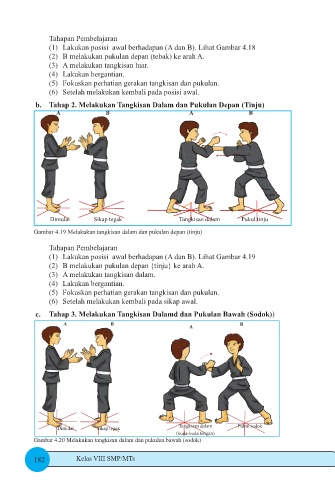 Tahapan Pembelajaran
(1) Lakukan posisi awal berhadapan (A dan B). Lihat Gambar 4.18
(2) B melakukan pukulan depan (tebak) ke arah A.
(3) A melakukan tangkisan luar.
(4) Lakukan bergantian.
(5) Fokuskan perhatian gerakan tangkisan dan pukulan.
(6) Setelah melakukan kembali pada posisi awal.
b. Tahap 2. Melakukan Tangkisan Dalam dan Pukulan Depan (Tinju)
A B A B
Dimulai Sikap tegak Tangkisan dalam Pukul tinju
Gambar 4.19 Melakukan tangkisan dalam dan pukulan depan (tinju)
Tahapan Pembelajaran
(1) Lakukan posisi awal berhadapan (A dan B). Lihat Gambar 4.19
(2) B melakukan pukulan depan {tinju} ke arah A.
(3) A melakukan tangkisan dalam.
(4) Lakukan bergantian.
(5) Fokuskan perhatian gerakan tangkisan dan pukulan.
(6) Setelah melakukan kembali pada sikap awal.
c. Tahap 3. Melakukan Tangkisan Dalamd dan Pukulan Bawah (Sodok))
A B A B
Dimulai Sikap tegak Tangkisan dalam Pukul sodok
Gambar 4.20 Melakukan tangkisan dalam dan pukulan bawah (sodok)
182 Kelas VIII SMP/MTs